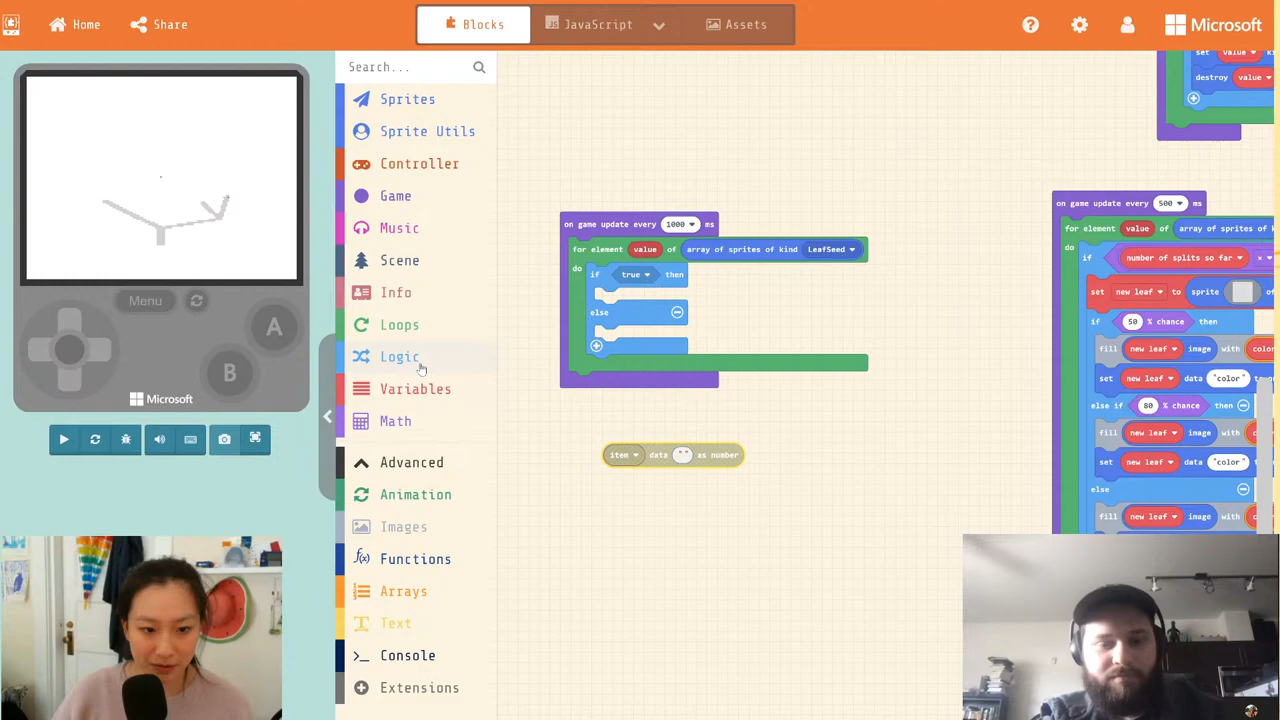 Home
Share
Blocks
JavaScript
Assets
Microsoft
Search...
Sprites
Sprite Utils
Controller
Game
Music
Scene
Info
Loops
Logic
Variables
Math
Advanced
Animation
Images
Functions
Arrays
Text
Console
Extensions
Menu
A
B
Microsoft
on game update every 1000 ms
for element value of array of sprites of kind LeafSeed
do
if true then
else
item data " " as number
set value
destroy value
on game update every 500 ms
for element value of array of sprites of
do
if number of splits so far ×
set new leaf to sprite of
if 50 % chance then
fill new leaf image with
set new leaf data "color"
else if 80 % chance then
fill new leaf image with
set new leaf data "color"
else
fill new leaf image with